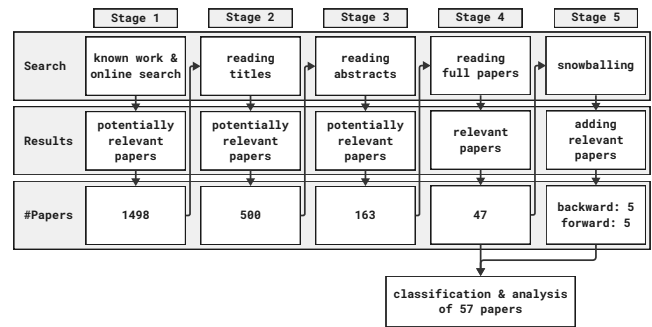 Stage 1
Stage 2
Stage 3
Stage 4
Stage 5
Search
known work &
online search
reading
titles
reading
abstracts
reading
full papers
snowballing
Results
potentially
relevant
papers
potentially
relevant
papers
potentially
relevant
papers
relevant
papers
adding
relevant
papers
#Papers
1498
500
163
47
backward: 5
forward: 5
classification & analysis
of 57 papers